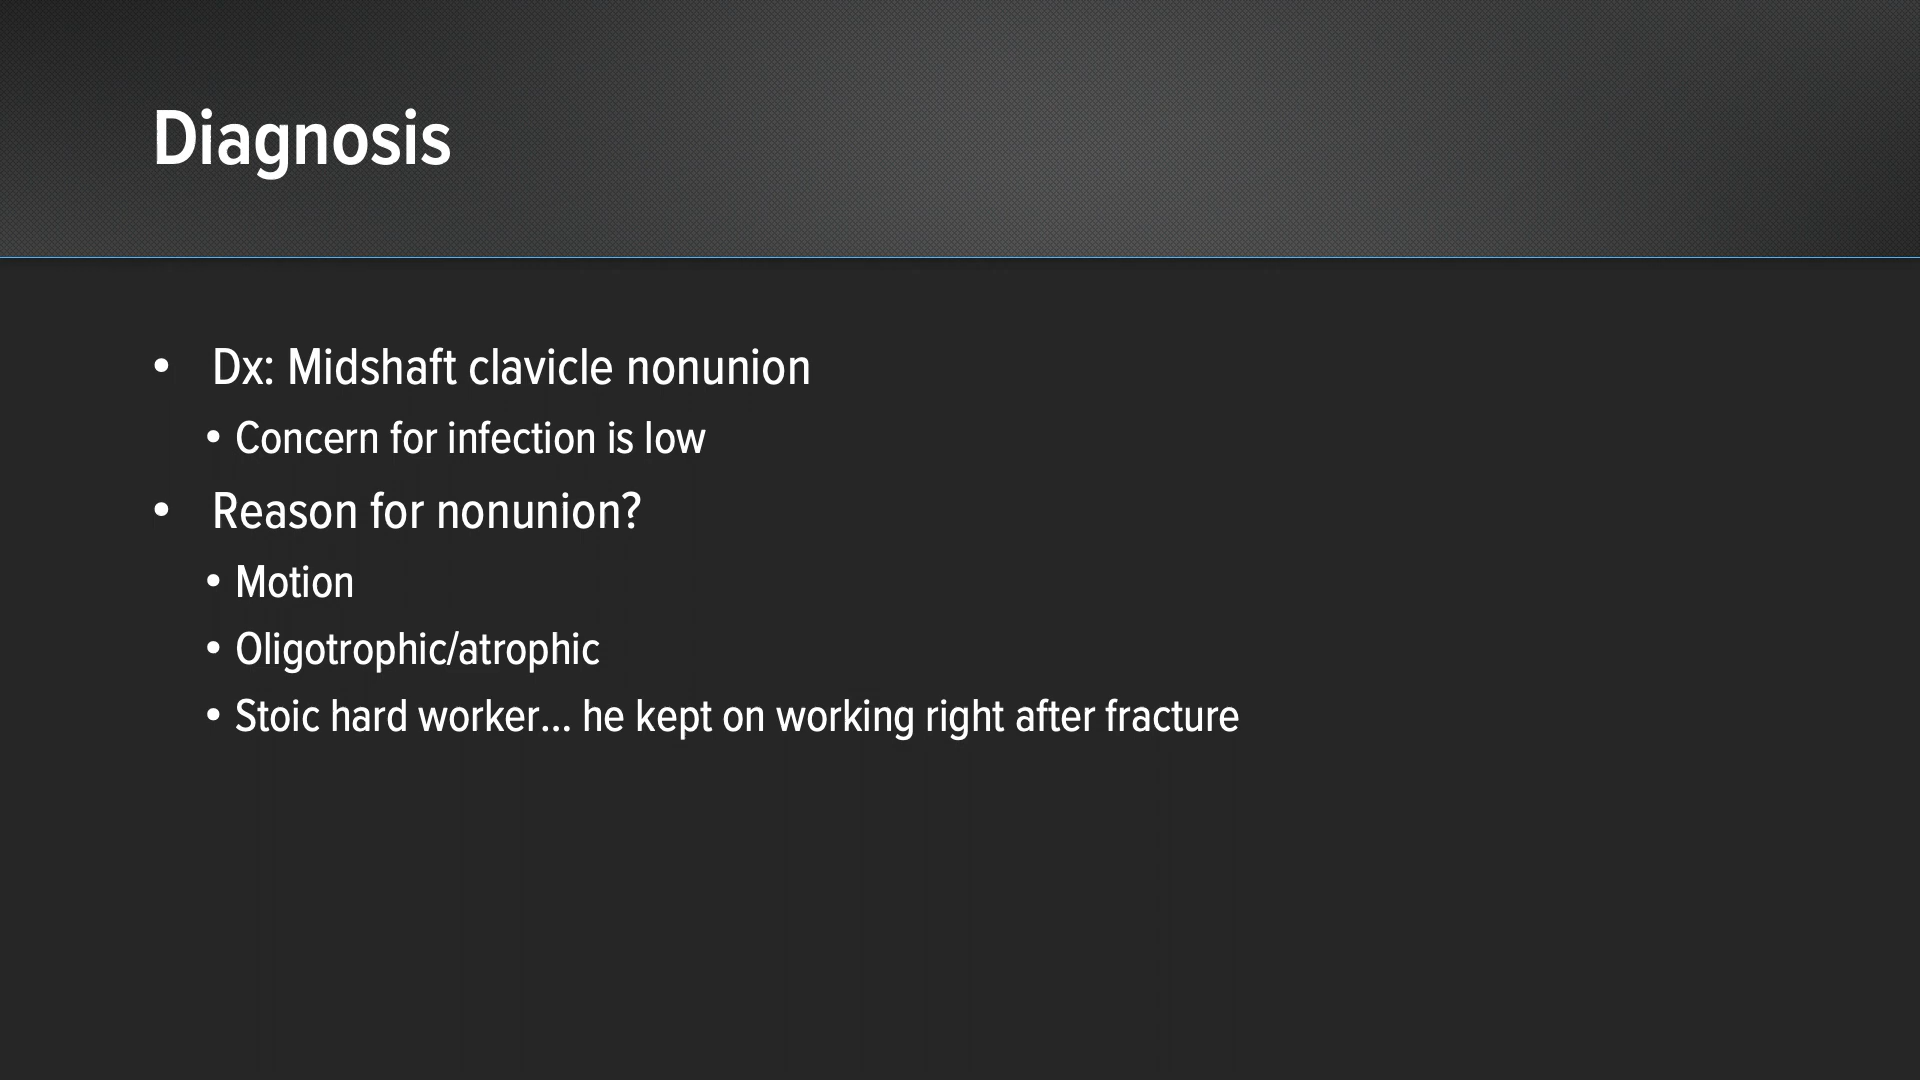 Diagnosis
• Dx: Midshaft clavicle nonunion
• Concern for infection is low
• Reason for nonunion?
• Motion
• Oligotrophic/atrophic
• Stoic hard worker... he kept on working right after fracture